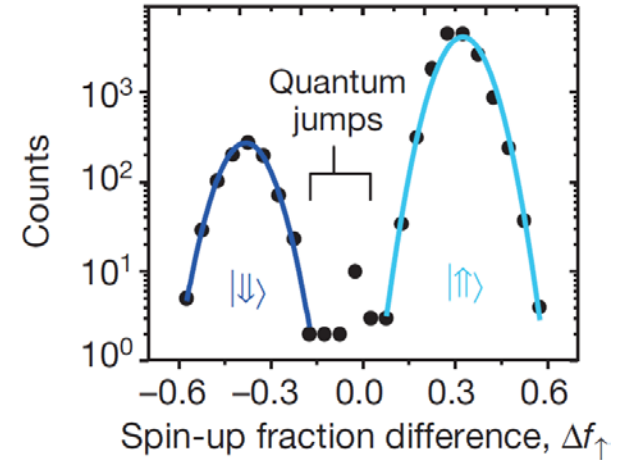 Quantum
jumps
Counts
10³
10²
10¹
10⁰
|⇓⟩
|⇑⟩
−0.6 −0.3 0.0 0.3 0.6
Spin-up fraction difference, Δf↑